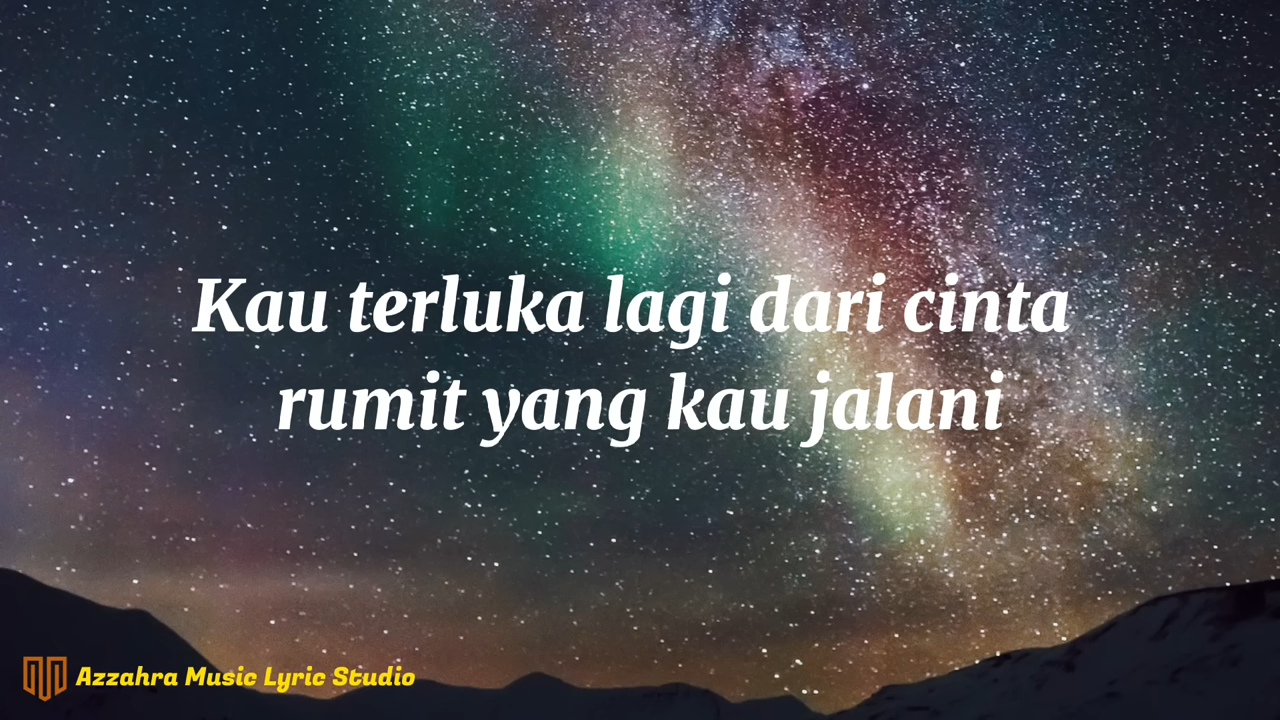 Kau terluka lagi dari cinta
rumit yang kau jalani
Azzahra Music Lyric Studio